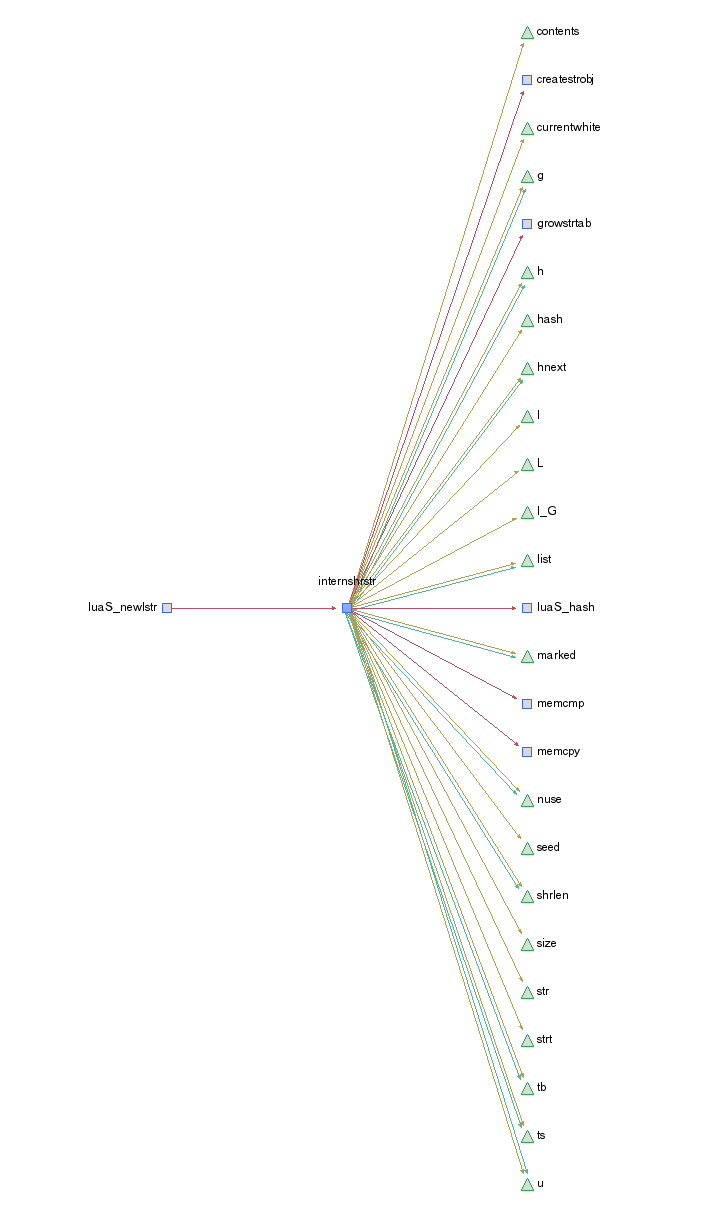 contents
createstrobj
currentwhite
g
growstrtab
h
hash
hnext
l
L
l_G
list
internshrstr
luaS_newlstr
luaS_hash
marked
memcmp
memcpy
nuse
seed
shrlen
size
str
strt
tb
ts
u